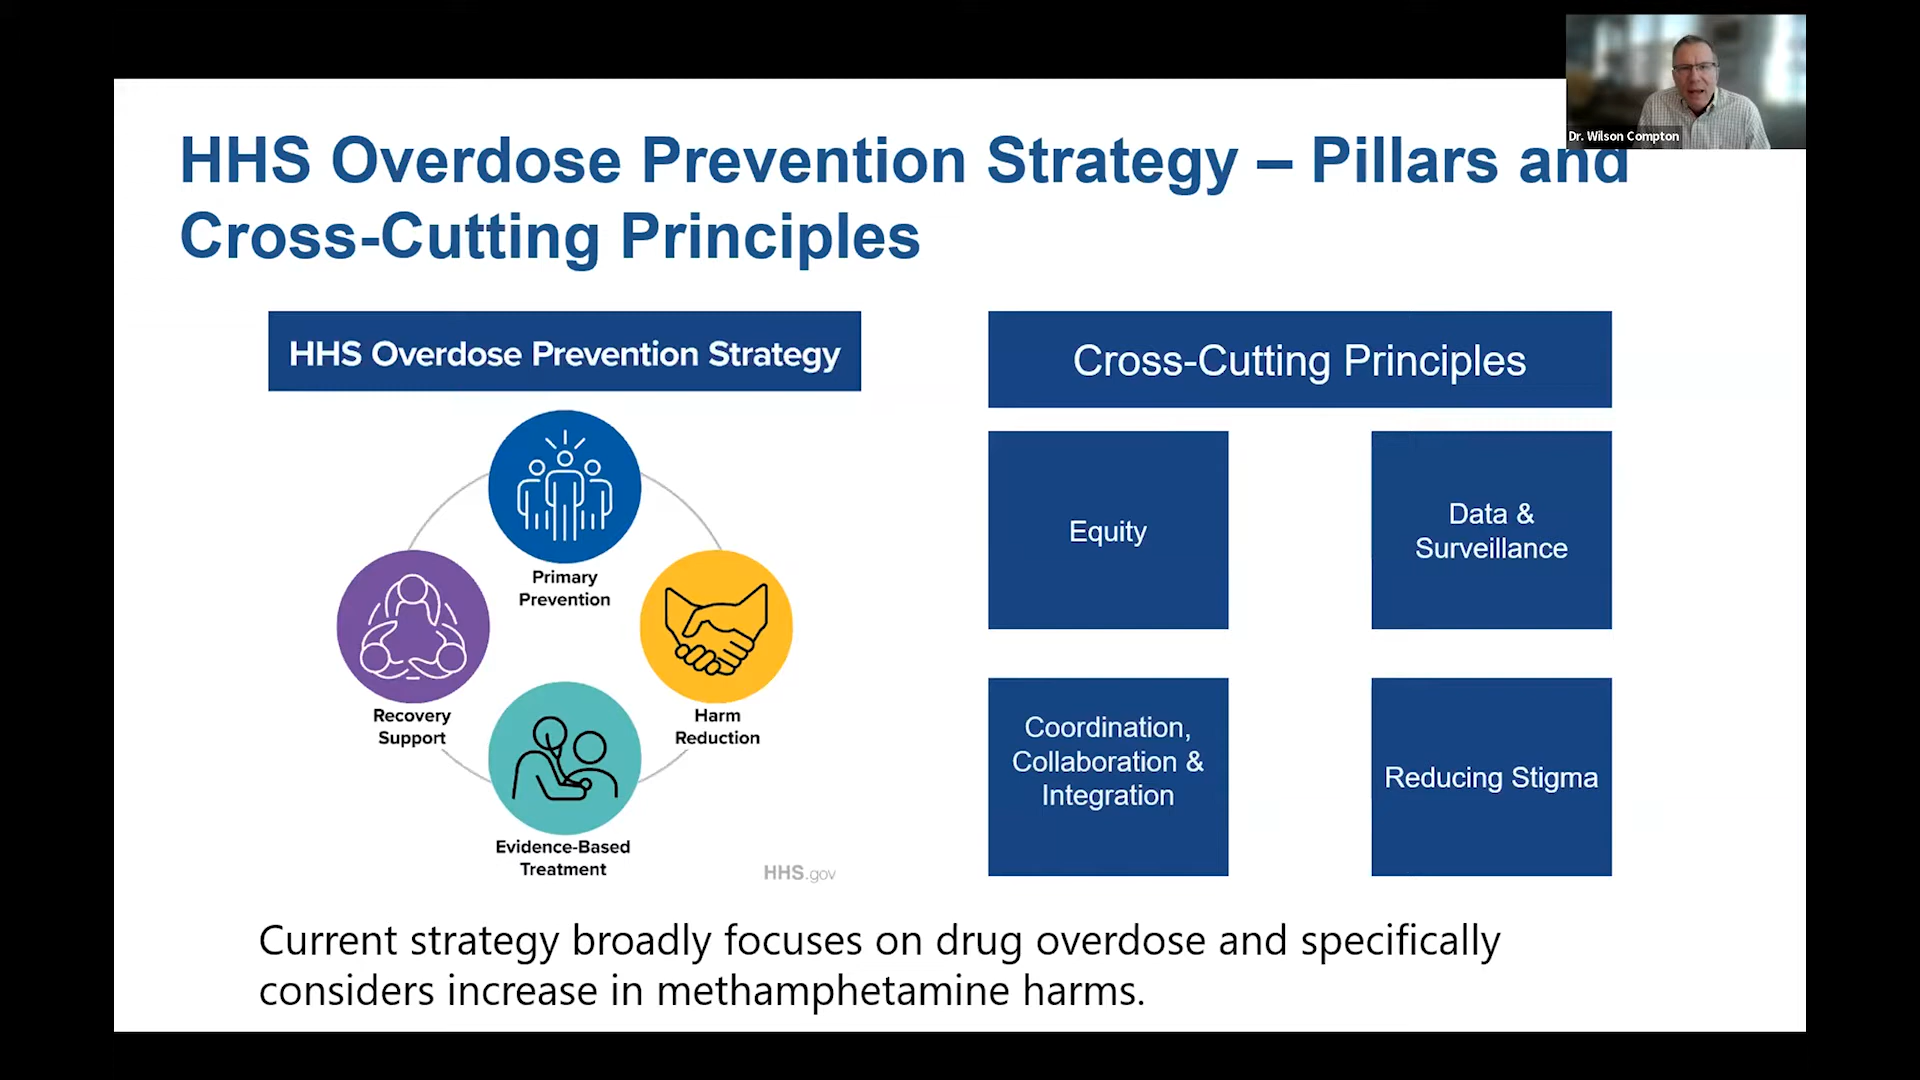 Dr. Wilson Compton
HHS Overdose Prevention Strategy – Pillars and
Cross-Cutting Principles
HHS Overdose Prevention Strategy
Primary
Prevention
Recovery
Support
Harm
Reduction
Evidence-Based
Treatment
HHS.gov
Cross-Cutting Principles
Equity
Data &
Surveillance
Coordination,
Collaboration &
Integration
Reducing Stigma
Current strategy broadly focuses on drug overdose and specifically
considers increase in methamphetamine harms.